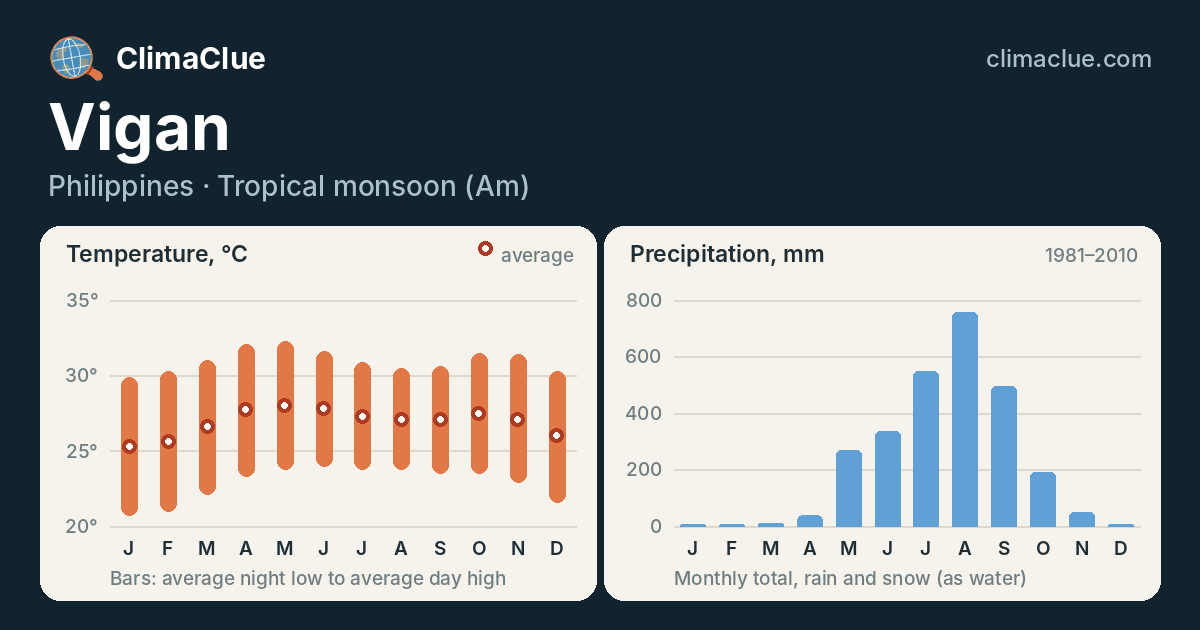 ClimaClue
climaclue.com
Vigan
Philippines · Tropical monsoon (Am)
Temperature, °C
average
35°
30°
25°
20°
J F M A M J J A S O N D
Bars: average night low to average day high
Precipitation, mm
1981–2010
800
600
400
200
0
J F M A M J J A S O N D
Monthly total, rain and snow (as water)